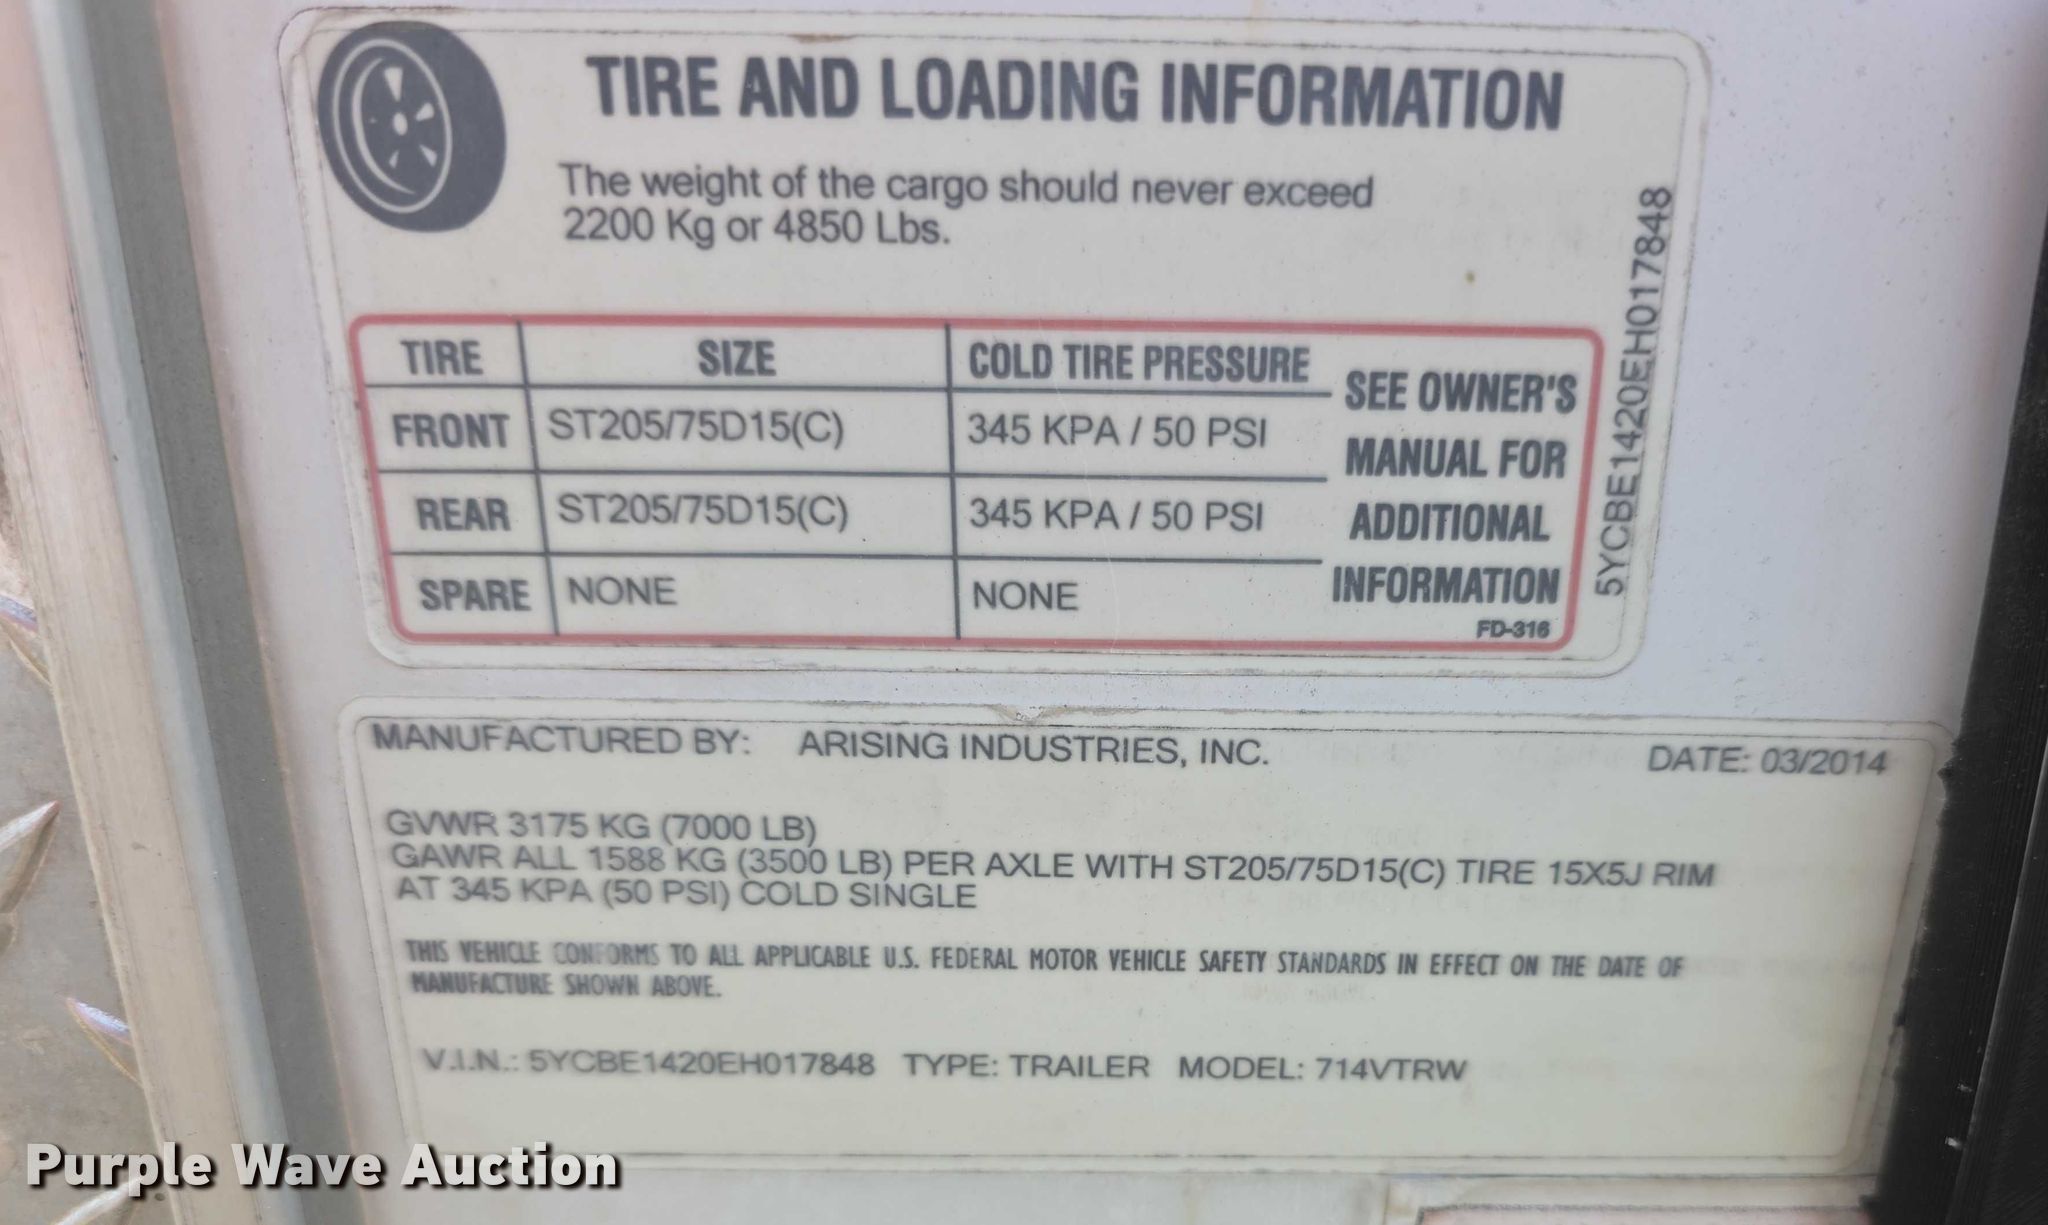 TIRE AND LOADING INFORMATION
The weight of the cargo should never exceed
2200 Kg or 4850 Lbs.
TIRE SIZE COLD TIRE PRESSURE
FRONT ST205/75D15(C) 345 KPA / 50 PSI
REAR ST205/75D15(C) 345 KPA / 50 PSI
SPARE NONE NONE
SEE OWNER'S
MANUAL FOR
ADDITIONAL
INFORMATION
FD-316
5YCBE1420EH017848
MANUFACTURED BY: ARISING INDUSTRIES, INC. DATE: 03/2014
GVWR 3175 KG (7000 LB)
GAWR ALL 1588 KG (3500 LB) PER AXLE WITH ST205/75D15(C) TIRE 15X5J RIM
AT 345 KPA (50 PSI) COLD SINGLE
THIS VEHICLE CONFORMS TO ALL APPLICABLE U.S. FEDERAL MOTOR VEHICLE SAFETY STANDARDS IN EFFECT ON THE DATE OF
MANUFACTURE SHOWN ABOVE.
V.I.N.: 5YCBE1420EH017848 TYPE: TRAILER MODEL: 714VTRW
Purple Wave Auction